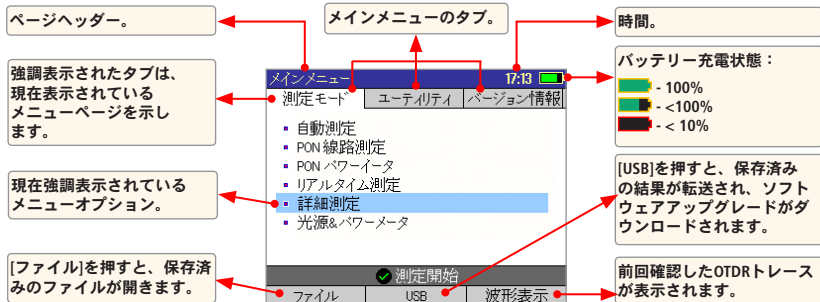 ページヘッダー。
メインメニューのタブ。
時間。
強調表示されたタブは、
現在表示されている
メニューページを示し
ます。
メインメニュー
17:13
測定モード
ユーティリティ
バージョン情報
バッテリー充電状態：
- 100%
- <100%
- < 10%
自動測定
PON 線路測定
PON パワーイータ
リアルタイム測定
詳細測定
光源&パワーメータ
現在強調表示されている
メニューオプション。
[USB]を押すと、保存済み
の結果が転送され、ソフト
ウェアアップグレードがダ
ウンロードされます。
[ファイル]を押すと、保存済
みのファイルが開きます。
測定開始
ファイル
USB
波形表示
前回確認したOTDRトレース
が表示されます。